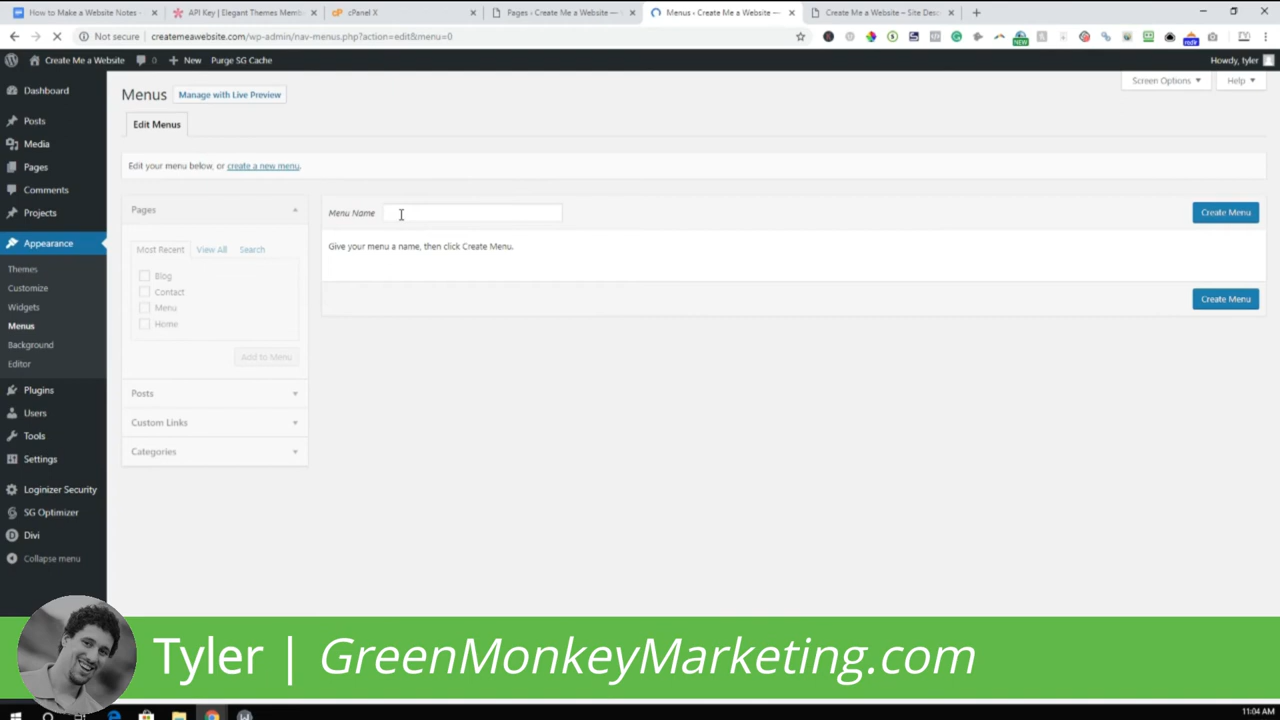 How to Make a Website Notes
API Key | Elegant Themes Memb
cPanel X
Pages ‹ Create Me a Website —
Menus ‹ Create Me a Website —
Create Me a Website – Site Desi
Not secure | createmeawebsite.com/wp-admin/nav-menus.php?action=edit&menu=0
Create Me a Website 0 New Purge SG Cache Howdy, tyler
Screen Options Help
Menus Manage with Live Preview
Edit Menus
Edit your menu below, or create a new menu.
Dashboard
Posts
Media
Pages
Comments
Projects
Appearance
Themes
Customize
Widgets
Menus
Background
Editor
Plugins
Users
Tools
Settings
Loginizer Security
SG Optimizer
Divi
Collapse menu
Pages
Most Recent View All Search
Blog
Contact
Menu
Home
Add to Menu
Posts
Custom Links
Categories
Menu Name Create Menu
Give your menu a name, then click Create Menu.
Create Menu
Tyler | GreenMonkeyMarketing.com
11:04 AM